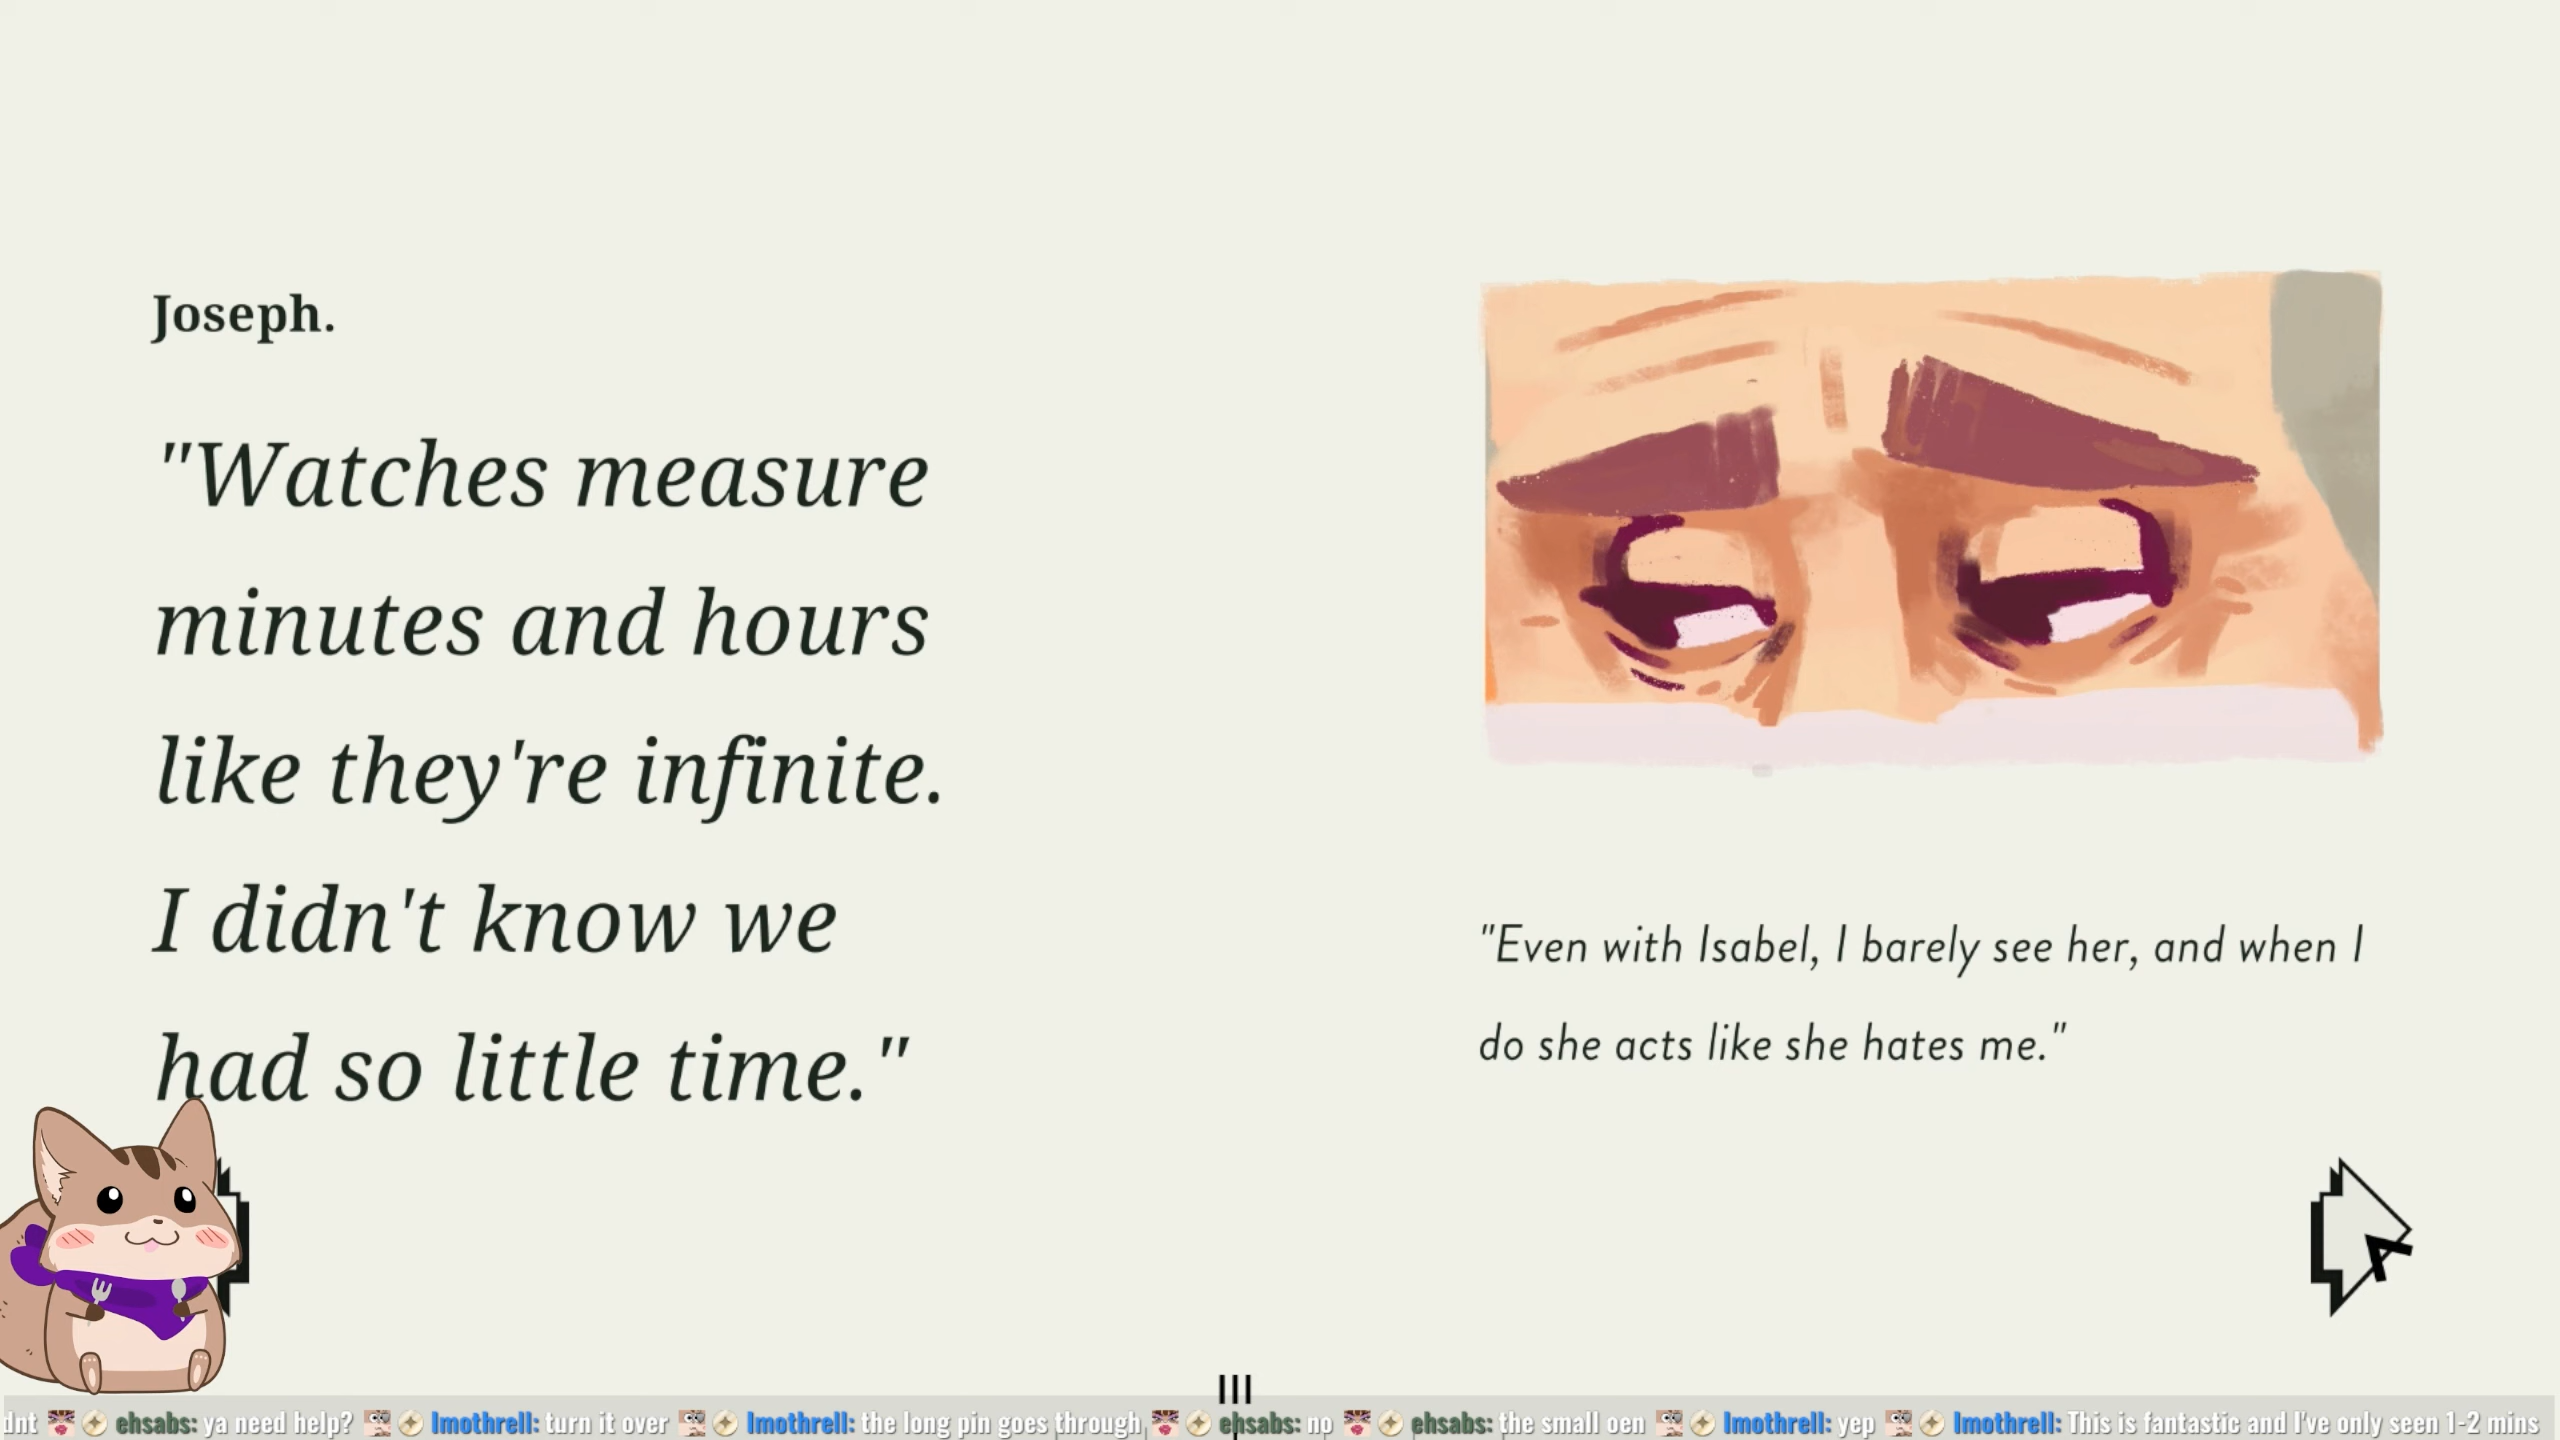 Joseph.
"Watches measure
minutes and hours
like they're infinite.
I didn't know we
had so little time."
"Even with Isabel, I barely see her, and when I
do she acts like she hates me."
III
dnt ehsabs: ya need help? lmothrell: turn it over lmothrell: the long pin goes through ehsabs: no ehsabs: the small oen lmothrell: yep lmothrell: This is fantastic and I've only seen 1-2 mins